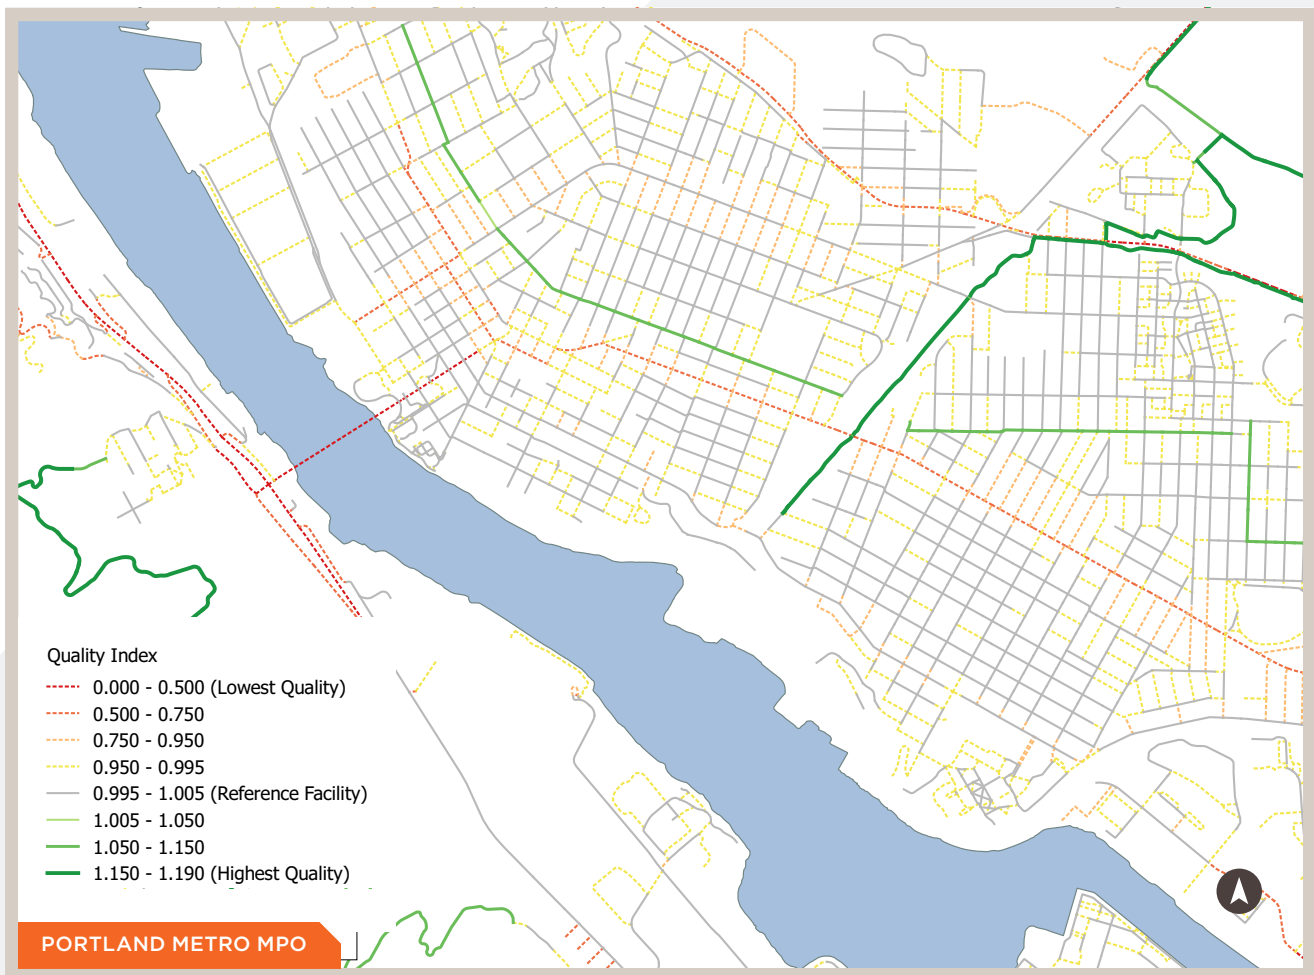 Quality Index
0.000 - 0.500 (Lowest Quality)
0.500 - 0.750
0.750 - 0.950
0.950 - 0.995
0.995 - 1.005 (Reference Facility)
1.005 - 1.050
1.050 - 1.150
1.150 - 1.190 (Highest Quality)
PORTLAND METRO MPO